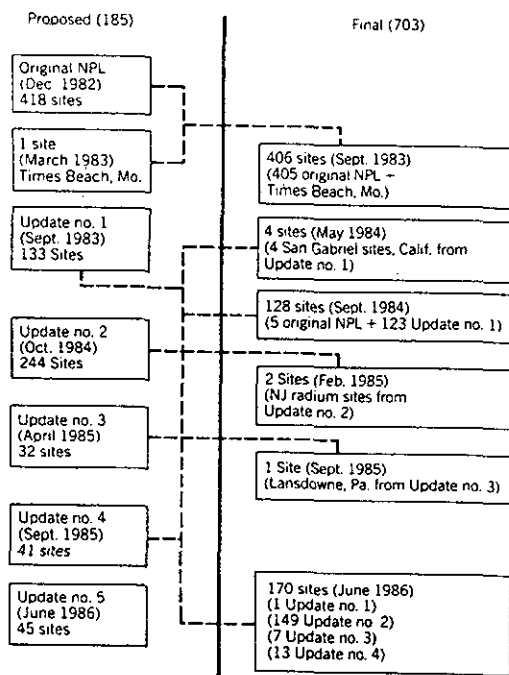 Proposed (185)
Original NPL
(Dec. 1982)
418 sites
1 site
(March 1983)
Times Beach, Mo.
Update no. 1
(Sept. 1983)
133 Sites
Update no. 2
(Oct. 1984)
244 Sites
Update no. 3
(April 1985)
32 sites
Update no. 4
(Sept. 1985)
41 sites
Update no. 5
(June 1986)
45 sites
Final (703)
406 sites (Sept. 1983)
(405 original NPL +
Times Beach, Mo.)
4 sites (May 1984)
(4 San Gabriel sites, Calif. from
Update no. 1)
128 sites (Sept. 1984)
(5 original NPL + 123 Update no. 1)
2 Sites (Feb. 1985)
(NJ radium sites from
Update no. 2)
1 Site (Sept. 1985)
(Lansdowne, Pa. from Update no. 3)
170 sites (June 1986)
(1 Update no. 1)
(149 Update no. 2)
(7 Update no. 3)
(13 Update no. 4)